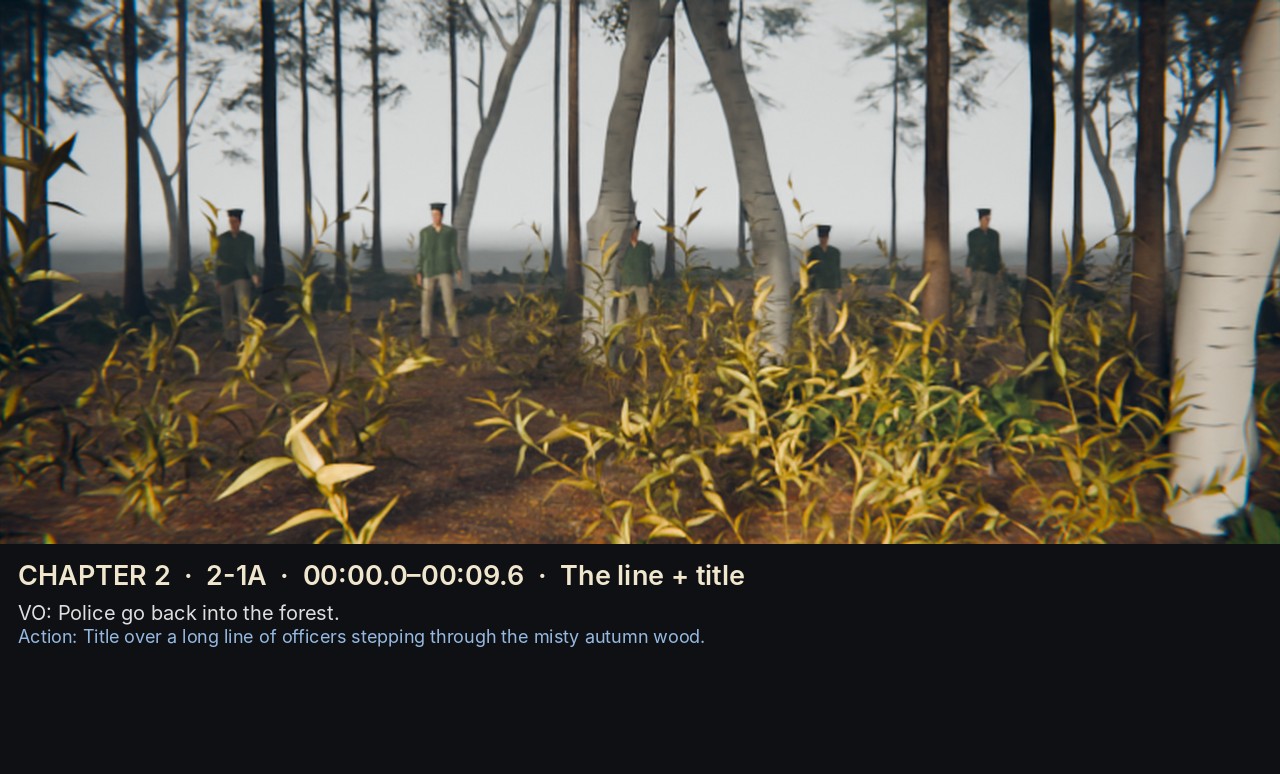 CHAPTER 2 · 2-1A · 00:00.0–00:09.6 · The line + title
VO: Police go back into the forest.
Action: Title over a long line of officers stepping through the misty autumn wood.